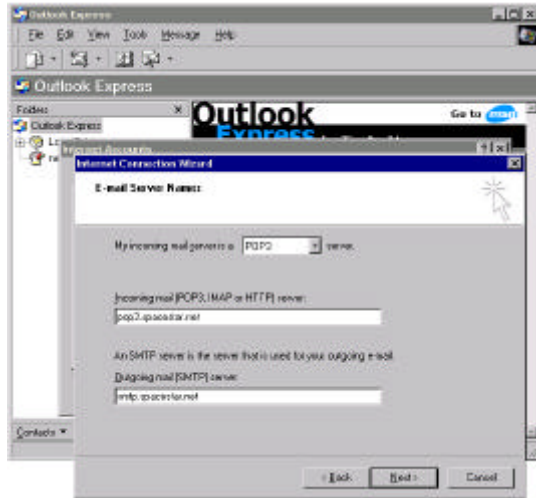 Outlook Express
File Edit View Tools Message Help
Outlook Express
Folders
Outlook Express
Outlook
Express
Go to msn
Internet Accounts
Internet Connection Wizard
E-mail Server Names
My incoming mail server is a POP3 server.
Incoming mail (POP3, IMAP or HTTP) server:
pop3.spacestar.net
An SMTP server is the server that is used for your outgoing e-mail.
Outgoing mail (SMTP) server:
smtp.spacestar.net
Contacts
< Back Next > Cancel